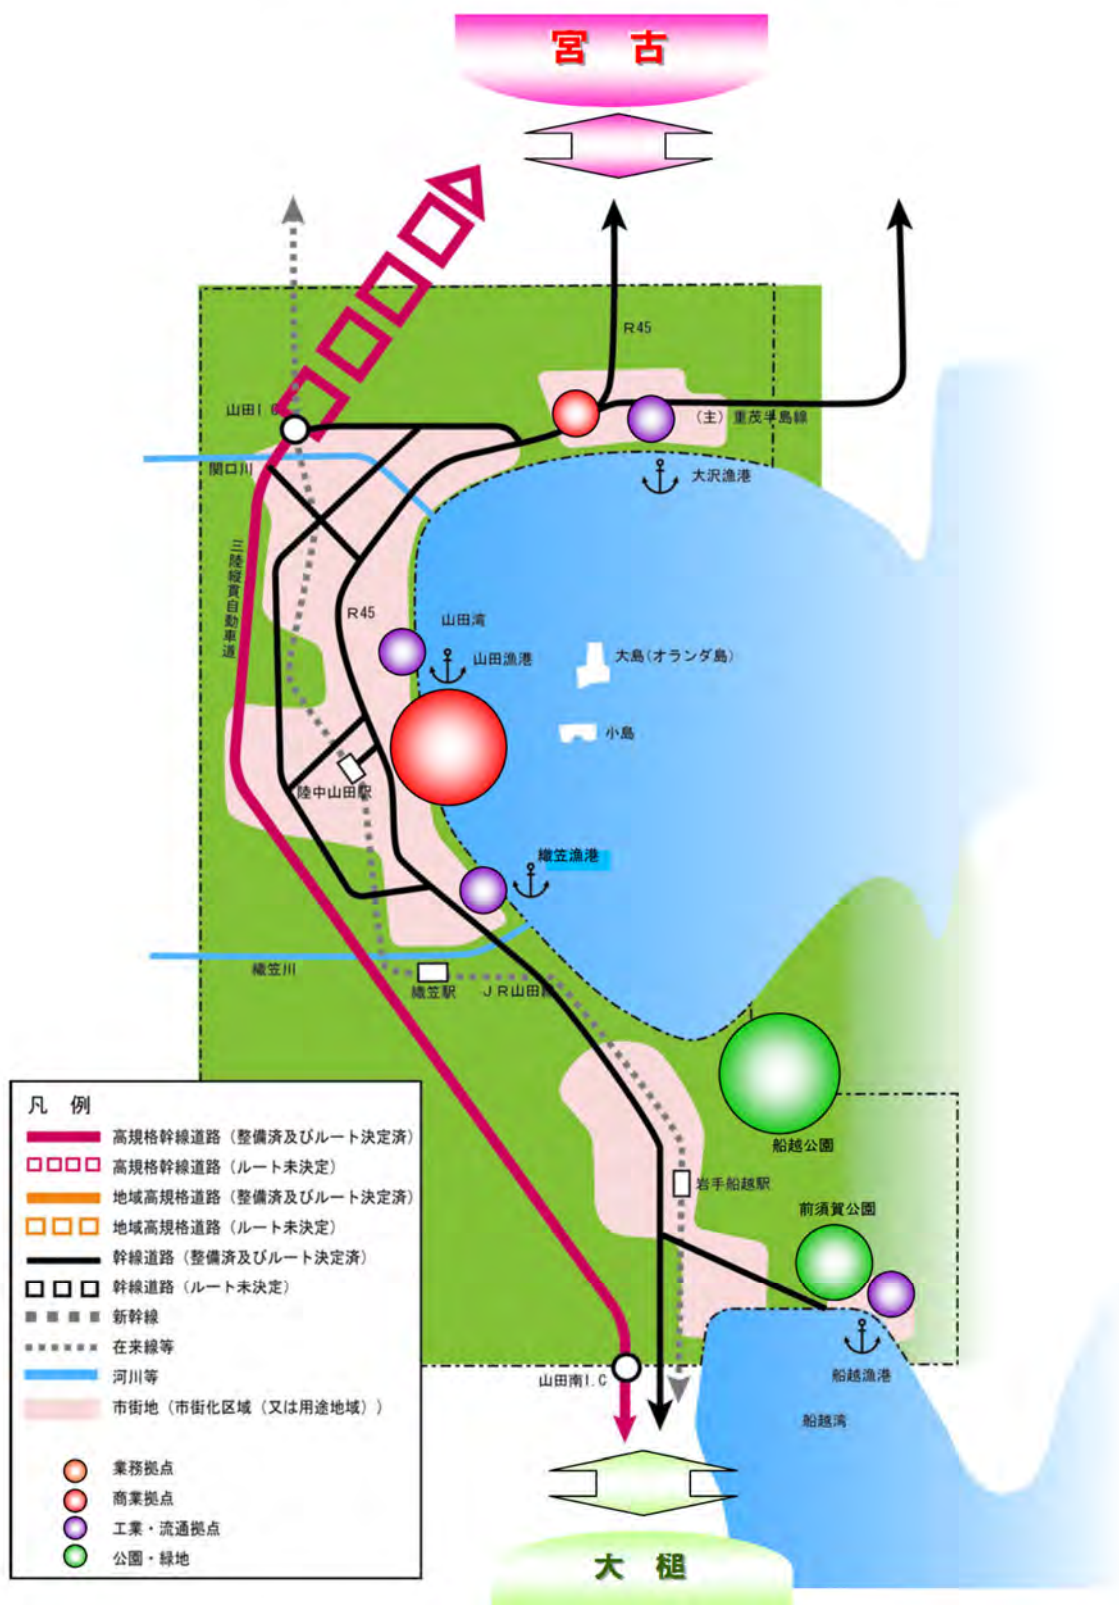 宮 古
R45
山田I.C
(主)重茂半島線
関口川
大沢漁港
三陸縦貫自動車道
R45
山田湾
山田漁港
大島(オランダ島)
小島
陸中山田駅
織笠漁港
織笠川
織笠駅
JR山田線
船越公園
岩手船越駅
前須賀公園
山田南I.C
船越漁港
船越湾
大 槌
凡 例
高規格幹線道路(整備済及びルート決定済)
高規格幹線道路(ルート未決定)
地域高規格道路(整備済及びルート決定済)
地域高規格道路(ルート未決定)
幹線道路(整備済及びルート決定済)
幹線道路(ルート未決定)
新幹線
在来線等
河川等
市街地(市街化区域(又は用途地域))
業務拠点
商業拠点
工業・流通拠点
公園・緑地